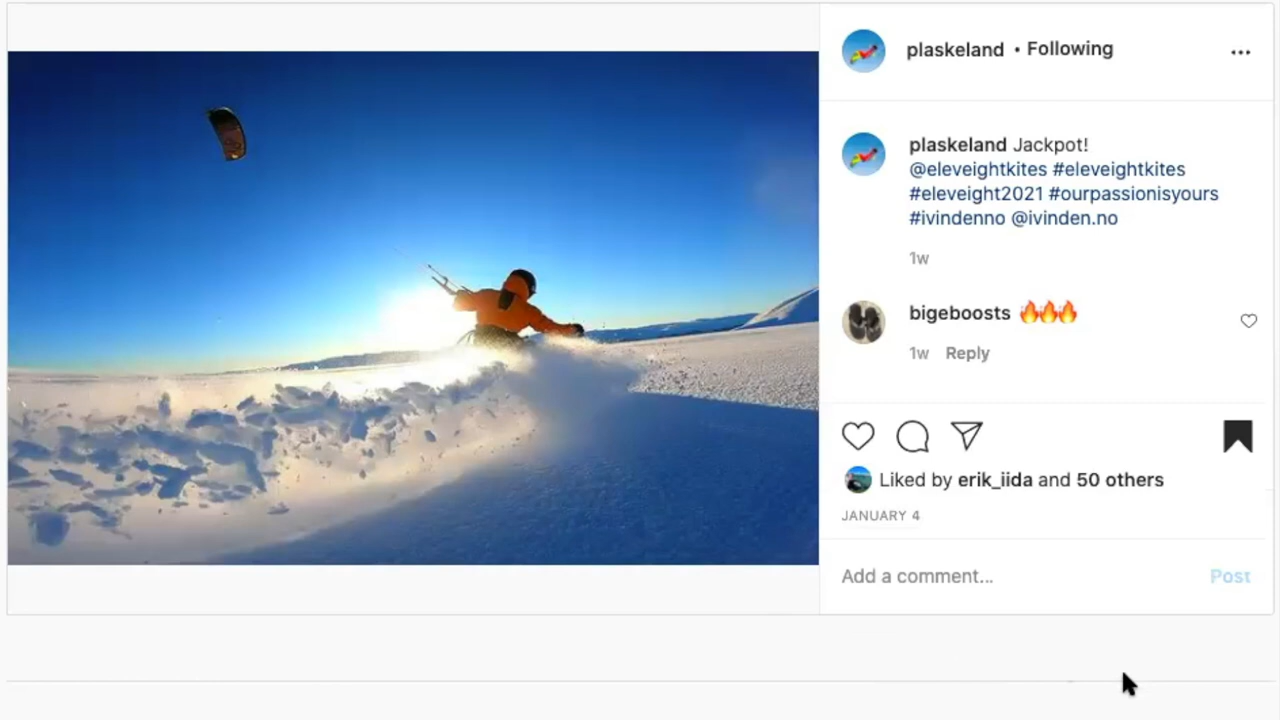 plaskeland • Following
plaskeland Jackpot!
@eleveightkites #eleveightkites
#eleveight2021 #ourpassionisyours
#ivindenno @ivinden.no
1w
bigeboosts 🔥🔥🔥
1w Reply
Liked by erik_iida and 50 others
JANUARY 4
Add a comment... Post